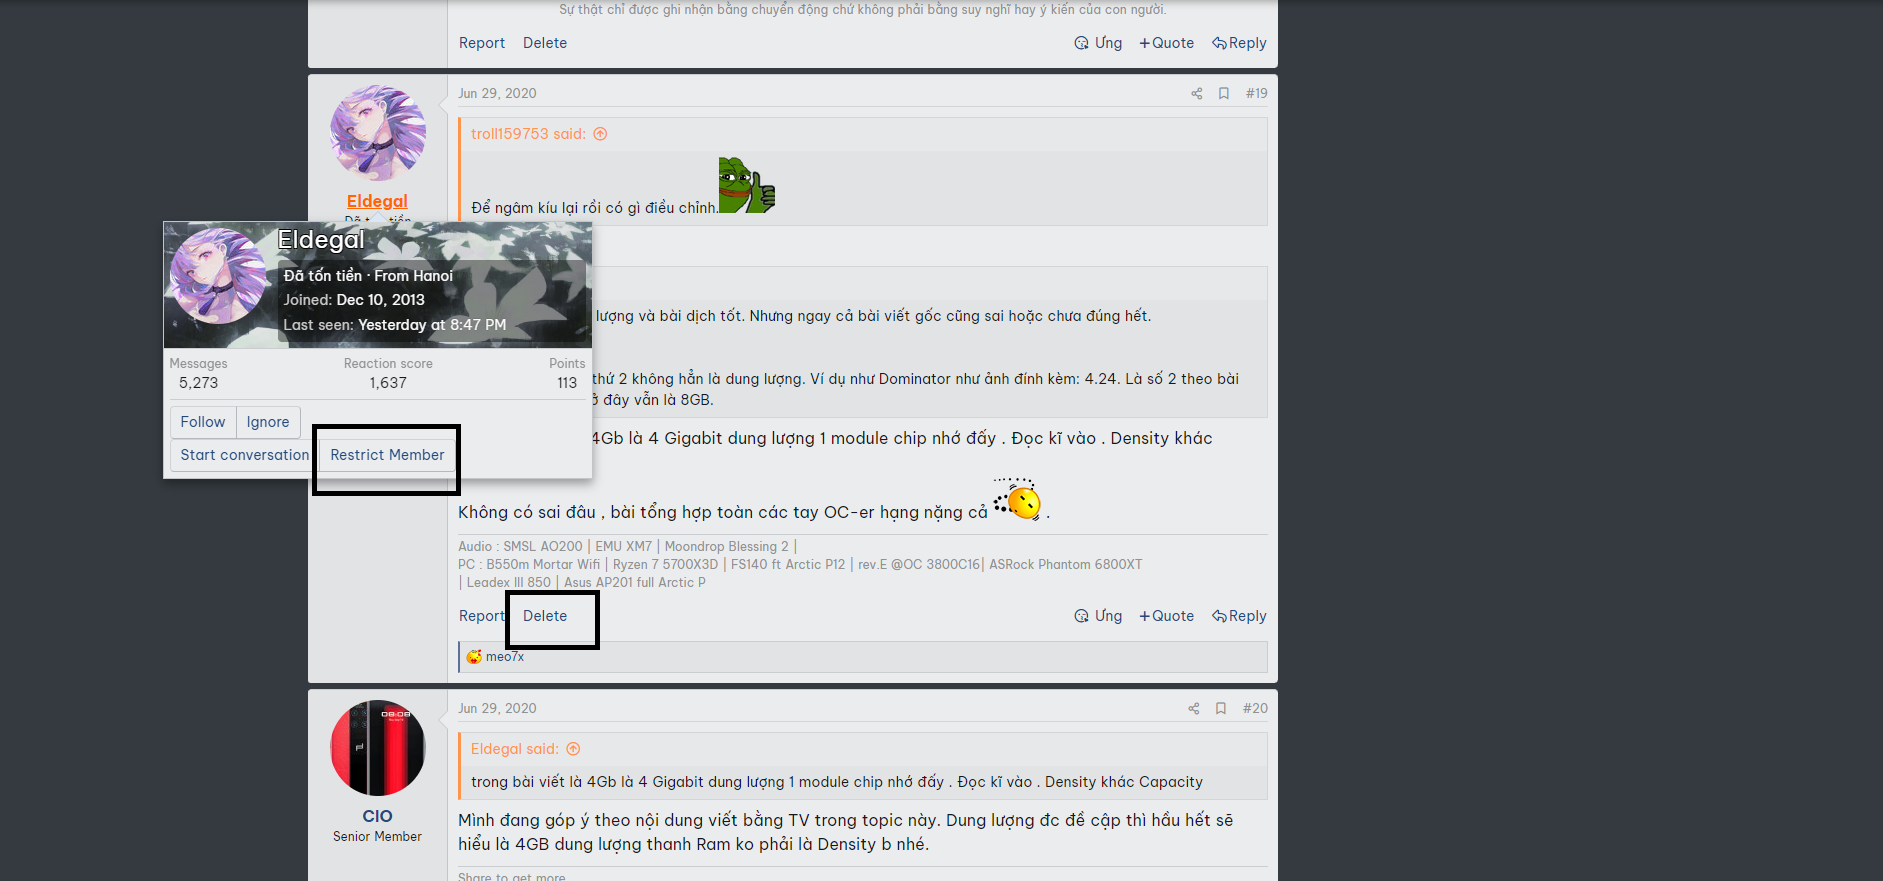 Sự thật chỉ được ghi nhận bằng chuyển động chứ không phải bằng suy nghĩ hay ý kiến của con người.
Report Delete Ưng +Quote Reply
Jun 29, 2020 #19
troll159753 said:
Để ngâm kíu lại rồi có gì điều chỉnh.
Eldegal
Eldegal
Đã tốn tiền · From Hanoi
Joined: Dec 10, 2013
Last seen: Yesterday at 8:47 PM
Messages Reaction score Points
5,273 1,637 113
Follow Ignore
Start conversation Restrict Member
lượng và bài dịch tốt. Nhưng ngay cả bài viết gốc cũng sai hoặc chưa đúng hết.
thứ 2 không hẳn là dung lượng. Ví dụ như Dominator như ảnh đính kèm: 4.24. Là số 2 theo bài
ở đây vẫn là 8GB.
4Gb là 4 Gigabit dung lượng 1 module chip nhớ đấy . Đọc kĩ vào . Density khác
Không có sai đâu , bài tổng hợp toàn các tay OC-er hạng nặng cả .
Audio : SMSL AO200 | EMU XM7 | Moondrop Blessing 2 |
PC : B550m Mortar Wifi | Ryzen 7 5700X3D | FS140 ft Arctic P12 | rev.E @OC 3800C16| ASRock Phantom 6800XT
| Leadex III 850 | Asus AP201 full Arctic P
Report Delete Ưng +Quote Reply
meo7x
Jun 29, 2020 #20
Eldegal said:
trong bài viết là 4Gb là 4 Gigabit dung lượng 1 module chip nhớ đấy . Đọc kĩ vào . Density khác Capacity
CIO
Senior Member
Mình đang góp ý theo nội dung viết bằng TV trong topic này. Dung lượng đc đề cập thì hầu hết sẽ
hiểu là 4GB dung lượng thanh Ram ko phải là Density b nhé.
Share to get more